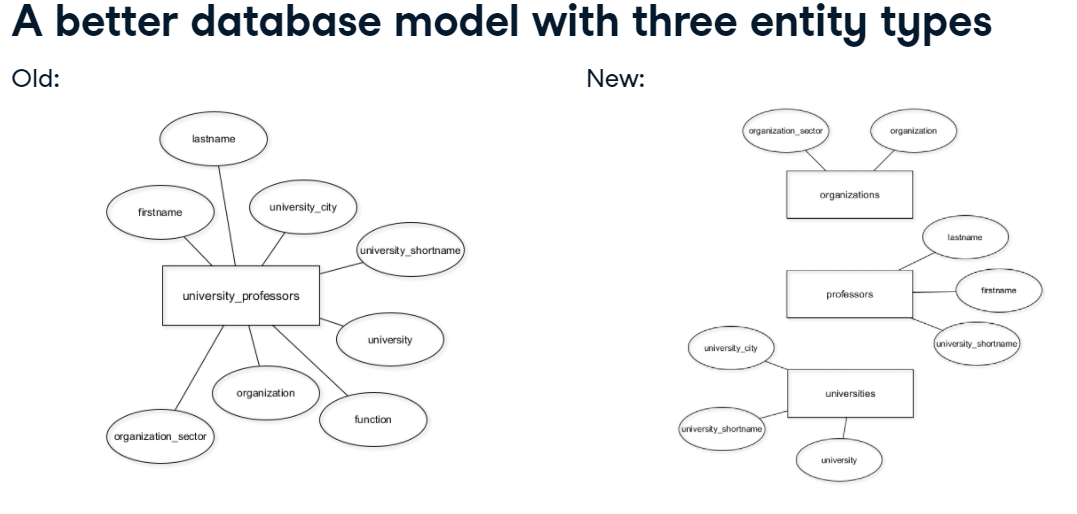 A better database model with three entity types
Old:
New:
lastname
firstname
university_city
university_shortname
university_professors
university
organization
function
organization_sector
organization_sector
organization
organizations
lastname
professors
firstname
university_shortname
university_city
universities
university_shortname
university